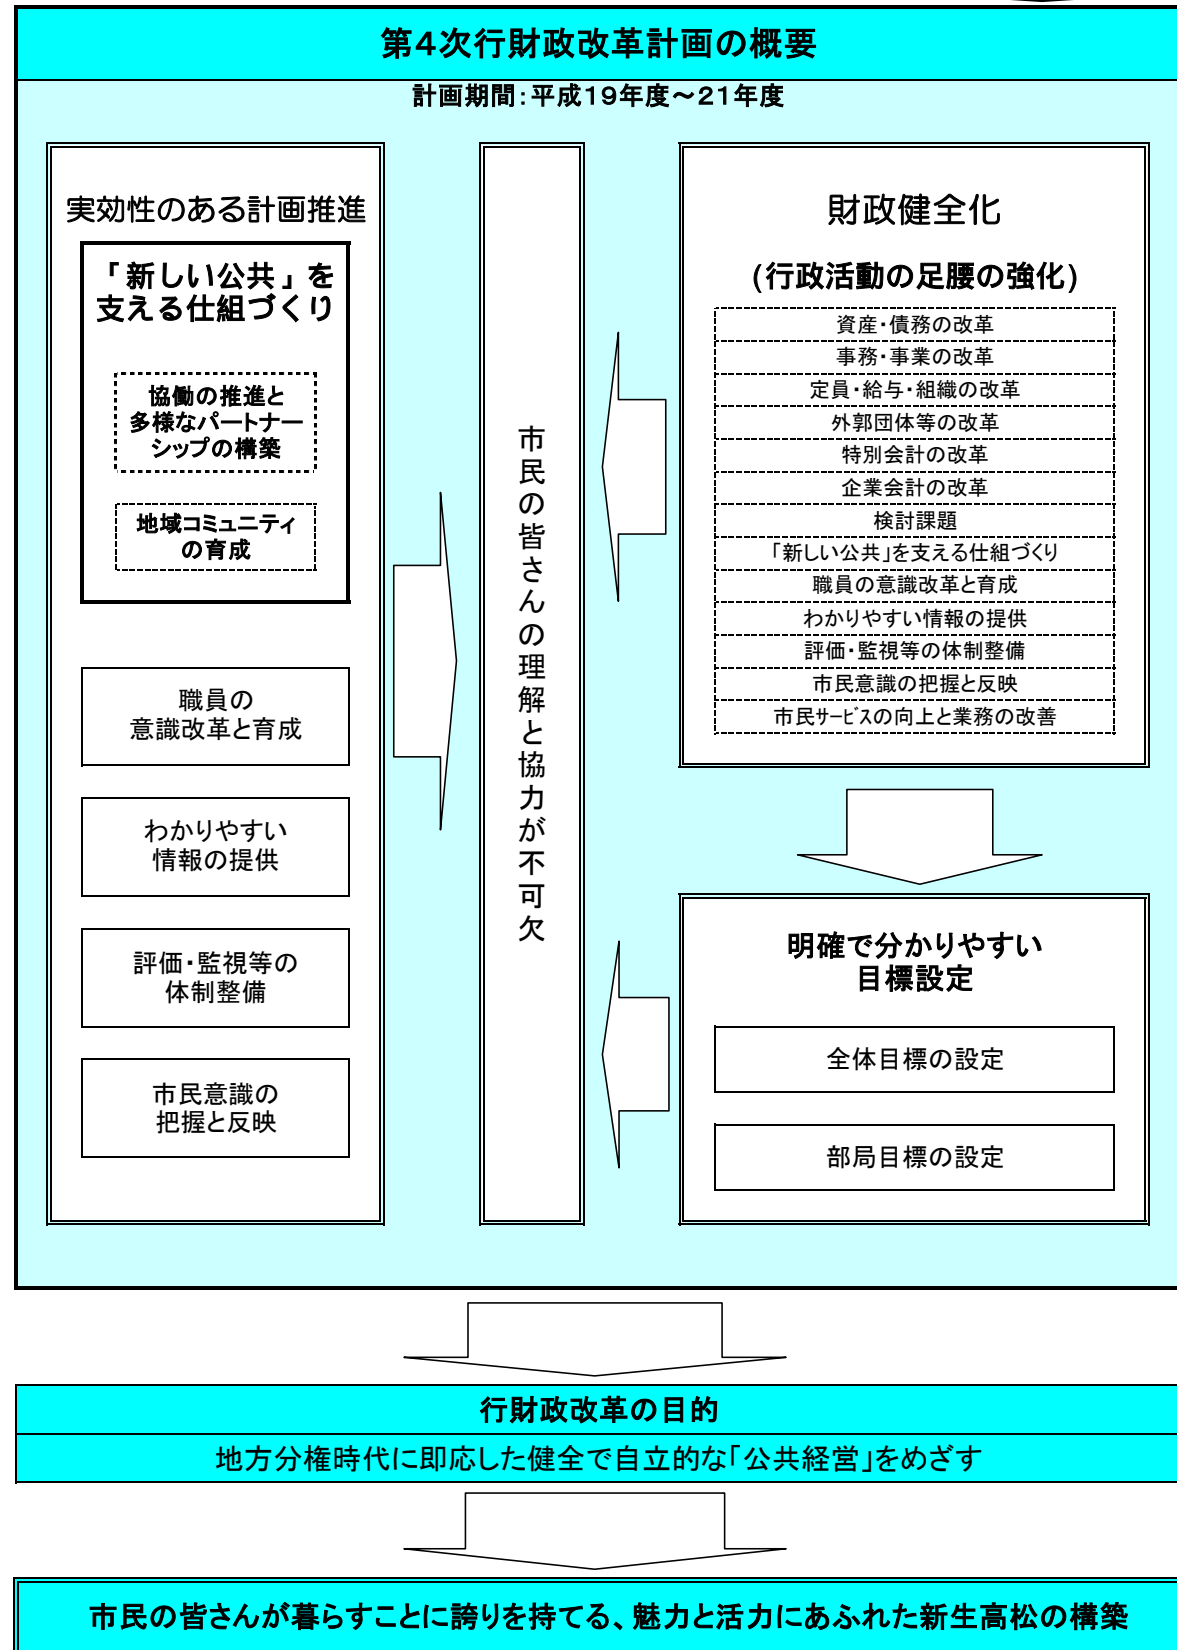 第4次行財政改革計画の概要
計画期間:平成19年度～21年度
実効性のある計画推進
「新しい公共」を
支える仕組づくり
協働の推進と
多様なパートナー
シップの構築
地域コミュニティ
の育成
職員の
意識改革と育成
わかりやすい
情報の提供
評価・監視等の
体制整備
市民意識の
把握と反映
市民の皆さんの理解と協力が不可欠
財政健全化
(行政活動の足腰の強化)
資産・債務の改革
事務・事業の改革
定員・給与・組織の改革
外郭団体等の改革
特別会計の改革
企業会計の改革
検討課題
「新しい公共」を支える仕組づくり
職員の意識改革と育成
わかりやすい情報の提供
評価・監視等の体制整備
市民意識の把握と反映
市民ｻｰﾋﾞｽの向上と業務の改善
明確で分かりやすい
目標設定
全体目標の設定
部局目標の設定
行財政改革の目的
地方分権時代に即応した健全で自立的な「公共経営」をめざす
市民の皆さんが暮らすことに誇りを持てる、魅力と活力にあふれた新生高松の構築